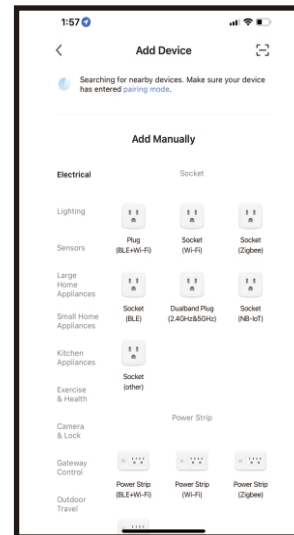 1:57
Add Device
Searching for nearby devices. Make sure your device
has entered pairing mode.
Add Manually
Electrical
Socket
Lighting
Plug
(BLE+Wi-Fi)
Socket
(Wi-Fi)
Socket
(Zigbee)
Sensors
Large
Home
Appliances
Socket
(BLE)
Dualband Plug
(2.4GHz&5GHz)
Socket
(NB-IoT)
Small Home
Appliances
Kitchen
Appliances
Socket
(other)
Exercise
& Health
Power Strip
Camera
& Lock
Gateway
Control
Power Strip
(BLE+Wi-Fi)
Power Strip
(Wi-Fi)
Power Strip
(Zigbee)
Outdoor
Travel